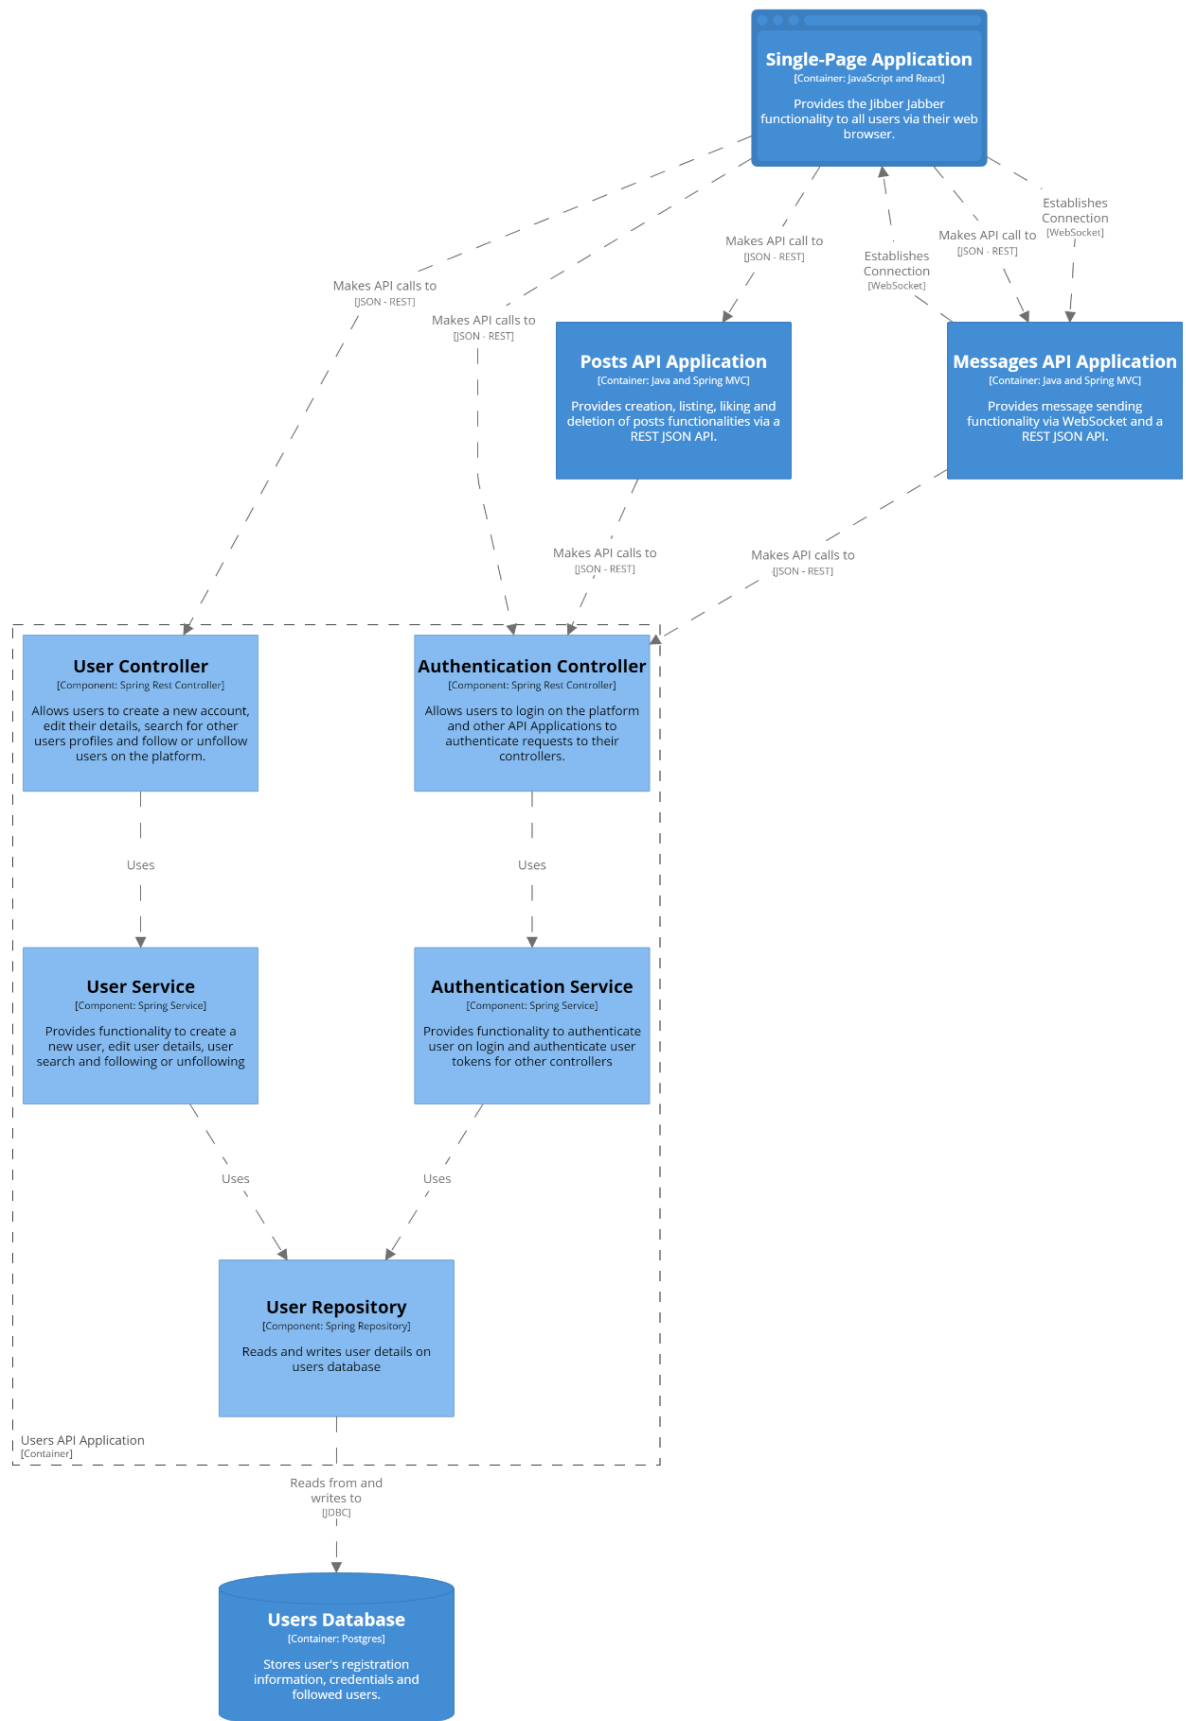 Single-Page Application
[Container: JavaScript and React]
Provides the Jibber Jabber
functionality to all users via their web
browser.
Establishes
Connection
[WebSocket]
Makes API call to
[JSON - REST]
Makes API call to
[JSON - REST]
Establishes
Connection
[WebSocket]
Makes API calls to
[JSON - REST]
Makes API calls to
[JSON - REST]
Posts API Application
[Container: Java and Spring MVC]
Provides creation, listing, liking and
deletion of posts functionalities via a
REST JSON API.
Messages API Application
[Container: Java and Spring MVC]
Provides message sending
functionality via WebSocket and a
REST JSON API.
Makes API calls to
[JSON - REST]
Makes API calls to
[JSON - REST]
User Controller
[Component: Spring Rest Controller]
Allows users to create a new account,
edit their details, search for other
users profiles and follow or unfollow
users on the platform.
Authentication Controller
[Component: Spring Rest Controller]
Allows users to login on the platform
and other API Applications to
authenticate requests to their
controllers.
Uses
Uses
User Service
[Component: Spring Service]
Provides functionality to create a
new user, edit user details, user
search and following or unfollowing
Authentication Service
[Component: Spring Service]
Provides functionality to authenticate
user on login and authenticate user
tokens for other controllers
Uses
Uses
User Repository
[Component: Spring Repository]
Reads and writes user details on
users database
Users API Application
[Container]
Reads from and
writes to
[JDBC]
Users Database
[Container: Postgres]
Stores user's registration
information, credentials and
followed users.